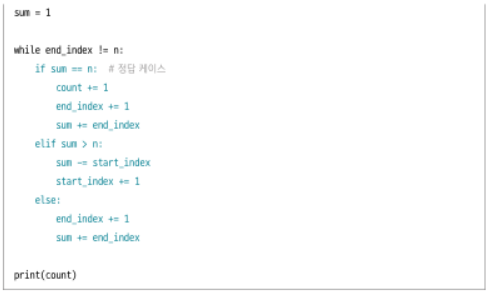 sum = 1
while end_index != n:
if sum == n: # 정답 케이스
count += 1
end_index += 1
sum += end_index
elif sum > n:
sum -= start_index
start_index += 1
else:
end_index += 1
sum += end_index
print(count)